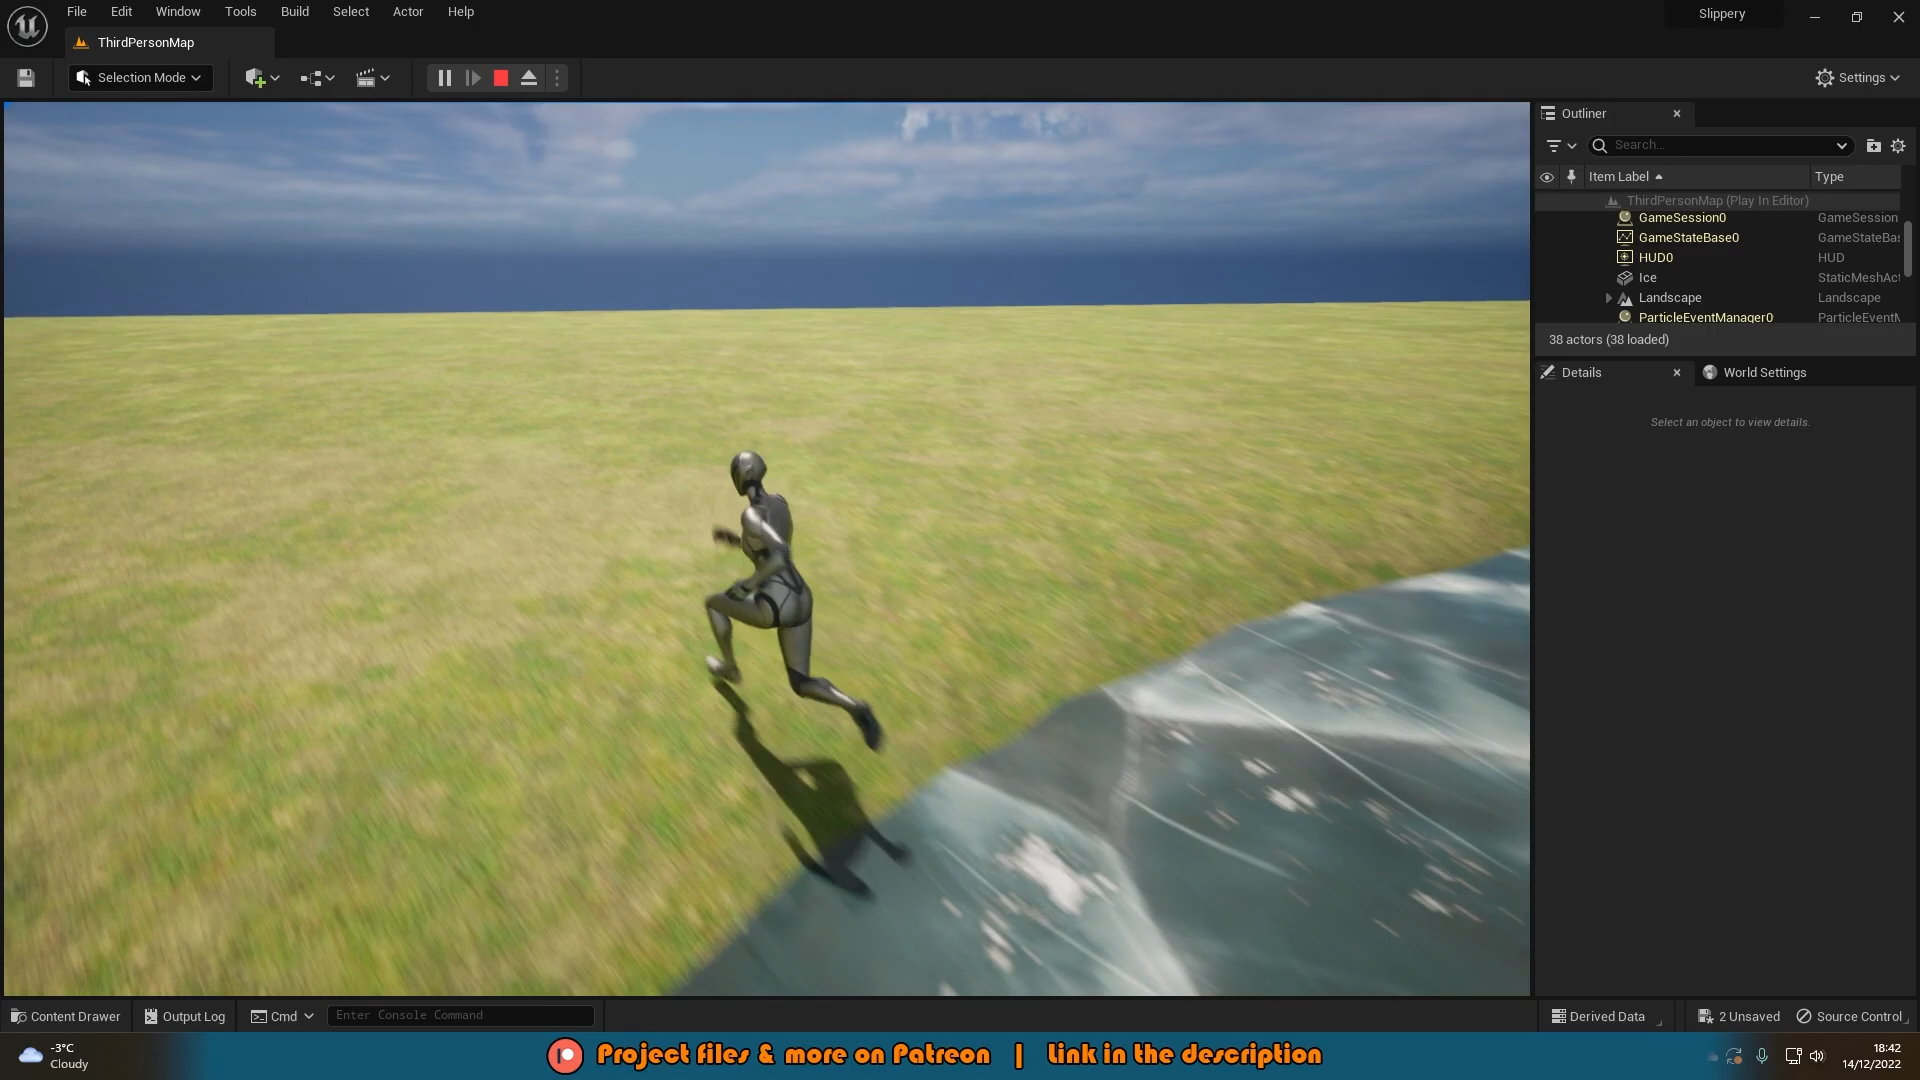 File Edit Window Tools Build Select Actor Help
Slippery
ThirdPersonMap
Selection Mode
Settings
Outliner
Search...
Item Label Type
ThirdPersonMap (Play In Editor)
GameSession0 GameSession
GameStateBase0 GameStateBas
HUD0 HUD
Ice StaticMeshAct
Landscape Landscape
ParticleEventManager0 ParticleEventM
38 actors (38 loaded)
Details World Settings
Select an object to view details.
Content Drawer Output Log Cmd Enter Console Command Derived Data 2 Unsaved Source Control
-3°C
Cloudy
Project files & more on Patreon | Link in the description
18:42
14/12/2022